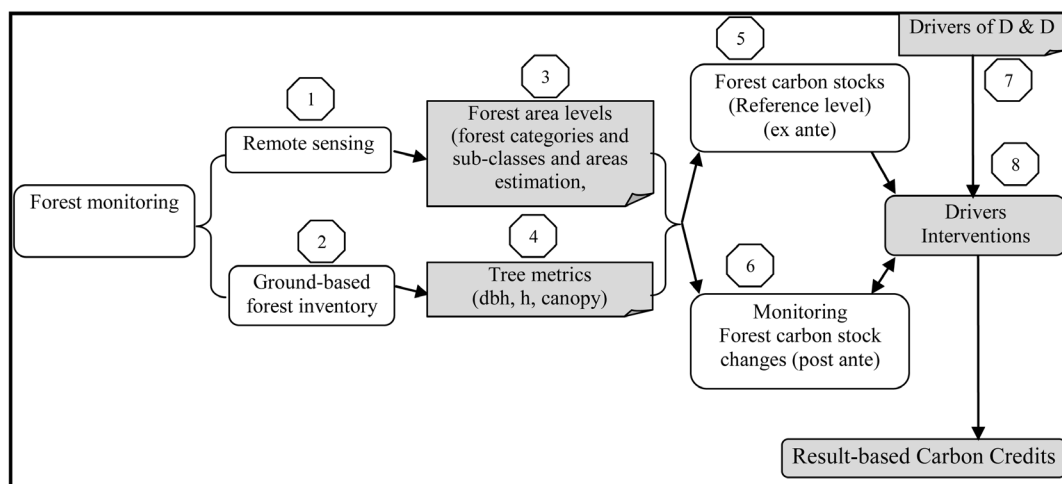 Forest monitoring
1
Remote sensing
2
Ground-based
forest inventory
3
Forest area levels
(forest categories and
sub-classes and areas
estimation,
4
Tree metrics
(dbh, h, canopy)
5
Forest carbon stocks
(Reference level)
(ex ante)
6
Monitoring
Forest carbon stock
changes (post ante)
Drivers of D & D
7
8
Drivers
Interventions
Result-based Carbon Credits